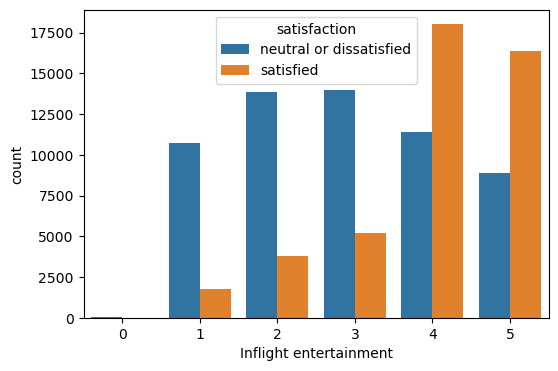 satisfaction
neutral or dissatisfied
satisfied
17500
15000
12500
10000
7500
5000
2500
0
count
0 1 2 3 4 5
Inflight entertainment